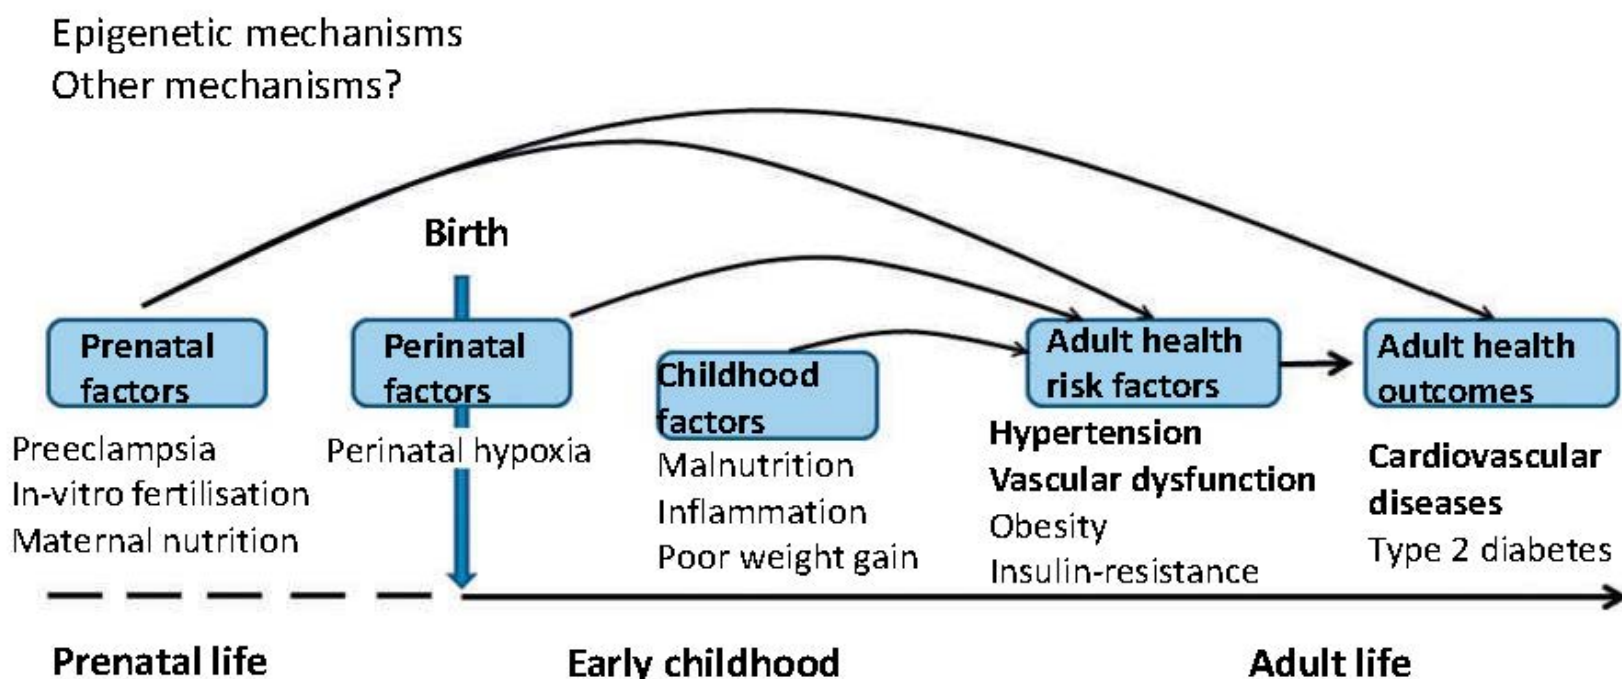 Epigenetic mechanisms
Other mechanisms?
Birth
Prenatal
factors
Preeclampsia
In-vitro fertilisation
Maternal nutrition
Perinatal
factors
Perinatal hypoxia
Childhood
factors
Malnutrition
Inflammation
Poor weight gain
Adult health
risk factors
Hypertension
Vascular dysfunction
Obesity
Insulin-resistance
Adult health
outcomes
Cardiovascular
diseases
Type 2 diabetes
Prenatal life
Early childhood
Adult life